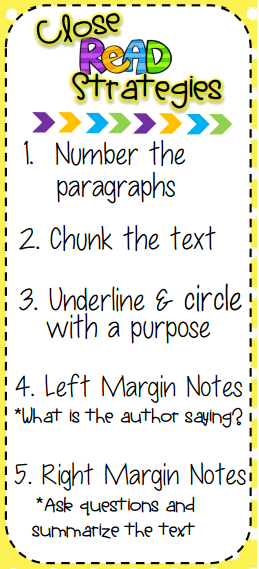 Close
READ
Strategies
1. Number the
paragraphs
2. Chunk the text
3. Underline & circle
with a purpose
4. Left Margin Notes
*What is the author saying?
5. Right Margin Notes
*Ask questions and
summarize the text